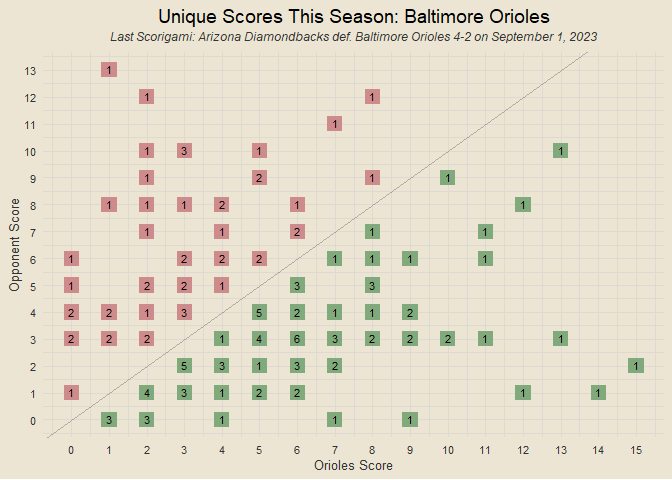 Unique Scores This Season: Baltimore Orioles
Last Scorigami: Arizona Diamondbacks def. Baltimore Orioles 4-2 on September 1, 2023
13 1
12 1 1
11 1
10 1 3 1 1
9 1 2 1 1
8 1 1 1 2 1 1
7 1 1 2 1 1
6 1 2 2 2 1 1 1 1
5 1 2 2 1 3 3
4 2 2 1 3 5 2 1 1 2
3 2 2 2 1 4 6 3 2 2 2 1 1
2 5 3 1 3 2 1
1 1 4 3 1 2 2 1 1
0 3 3 1 1 1
Opponent Score
0 1 2 3 4 5 6 7 8 9 10 11 12 13 14 15
Orioles Score